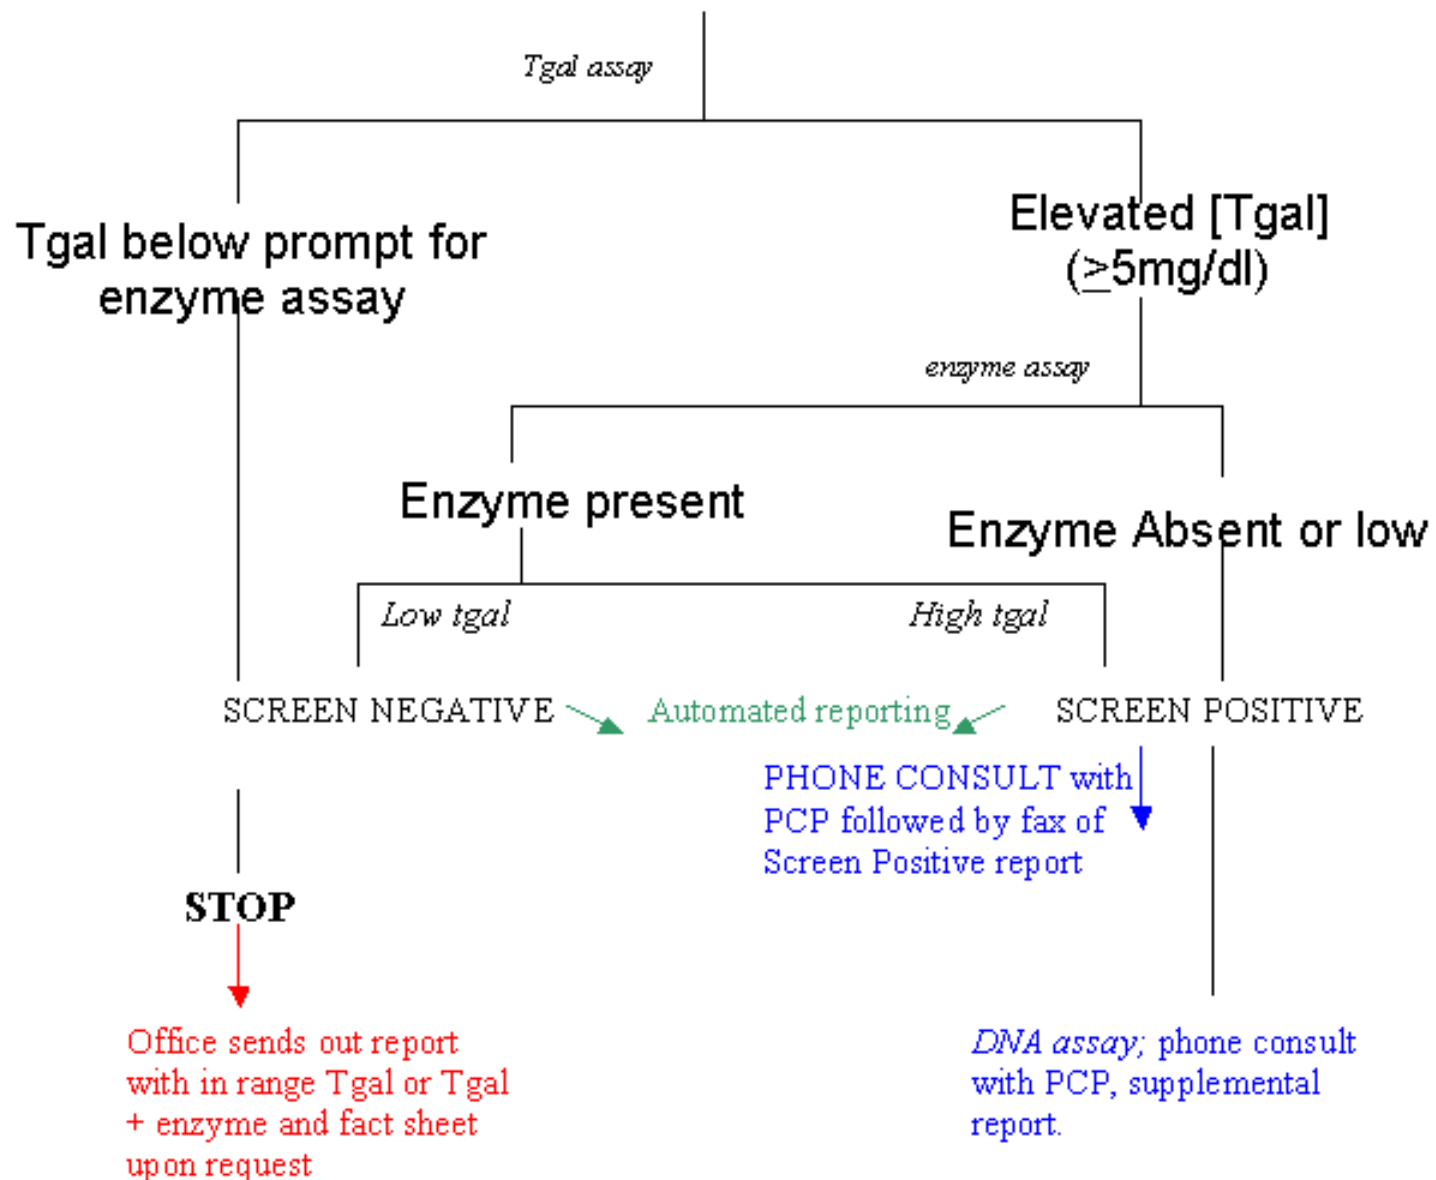 Tgal assay
Tgal below prompt for
enzyme assay
Elevated [Tgal]
(≥5mg/dl)
enzyme assay
Enzyme present
Enzyme Absent or low
Low tgal
High tgal
SCREEN NEGATIVE
Automated reporting
SCREEN POSITIVE
PHONE CONSULT with
PCP followed by fax of
Screen Positive report
STOP
Office sends out report
with in range Tgal or Tgal
+ enzyme and fact sheet
upon request
DNA assay; phone consult
with PCP, supplemental
report.